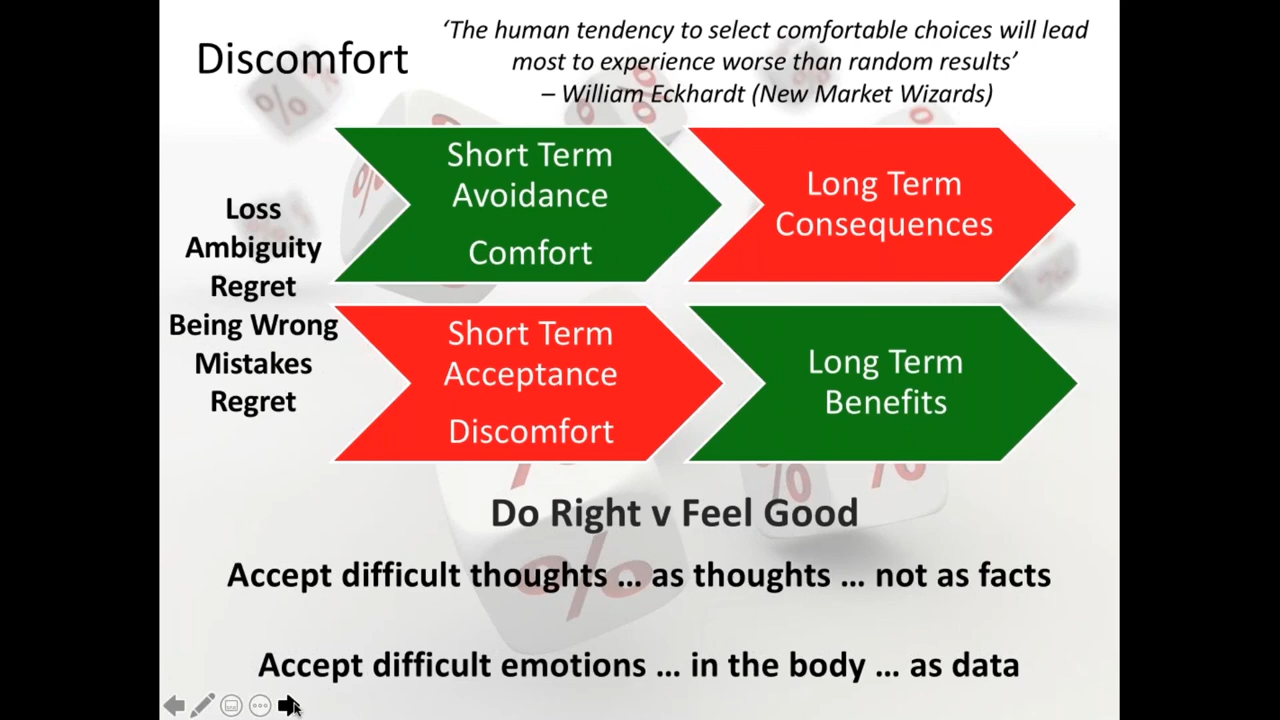 Discomfort
‘The human tendency to select comfortable choices will lead
most to experience worse than random results’
– William Eckhardt (New Market Wizards)
Loss
Ambiguity
Regret
Being Wrong
Mistakes
Regret
Short Term
Avoidance
Comfort
Long Term
Consequences
Short Term
Acceptance
Discomfort
Long Term
Benefits
Do Right v Feel Good
Accept difficult thoughts … as thoughts … not as facts
Accept difficult emotions … in the body … as data